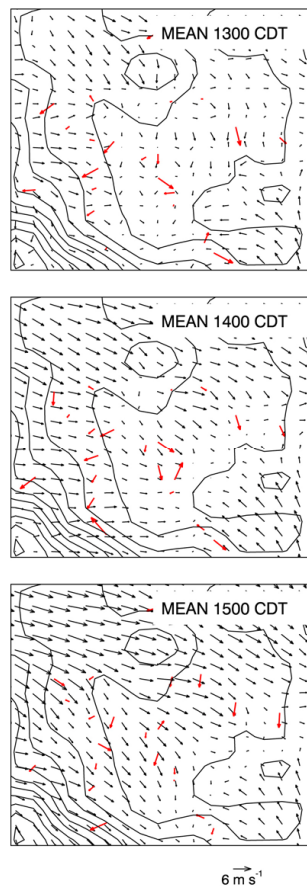 MEAN 1300 CDT
MEAN 1400 CDT
MEAN 1500 CDT
6 m s⁻¹